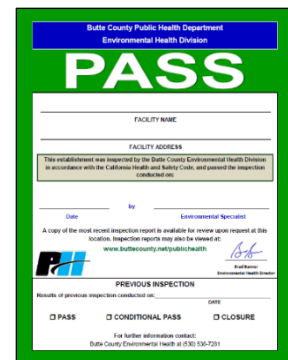 Butte County Public Health Department
Environmental Health Division
PASS
FACILITY NAME
FACILITY ADDRESS
This establishment was inspected by the Butte County Environmental Health Division
in accordance with the California Health and Safety Code, and passed the inspection
conducted on:
by
Date Environmental Specialist
A copy of the most recent inspection report is available for review upon request at this
location. Inspection reports may also be viewed at:
www.buttecounty.net/publichealth
PH
Environmental Health Director
PREVIOUS INSPECTION
Results of previous inspection conducted on:
DATE
☐ PASS ☐ CONDITIONAL PASS ☐ CLOSURE
For further information contact:
Butte County Environmental Health at (530) 538-7281